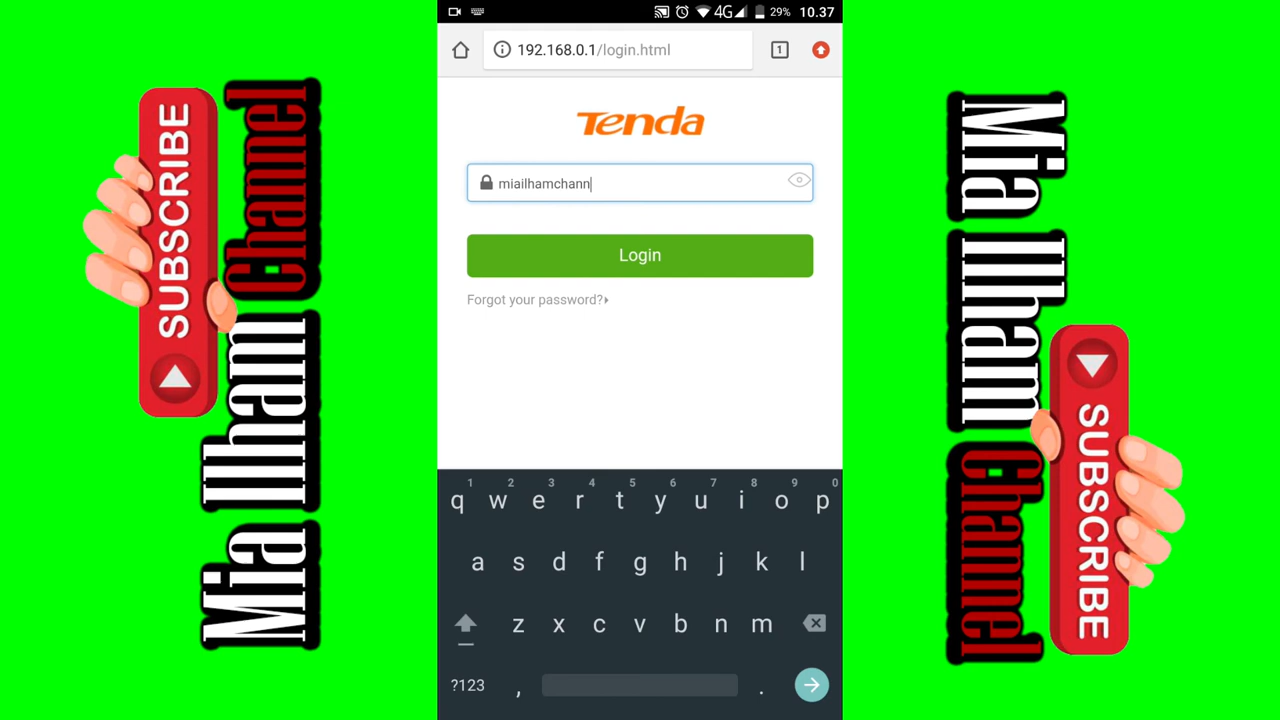 4G 29% 10.37
192.168.0.1/login.html 1
Tenda
miailhamchann
Login
Forgot your password?
1 2 3 4 5 6 7 8 9 0
q w e r t y u i o p
a s d f g h j k l
z x c v b n m
?123 , .
SUBSCRIBE
Mia Ilham Channel
Mia Ilham Channel
SUBSCRIBE